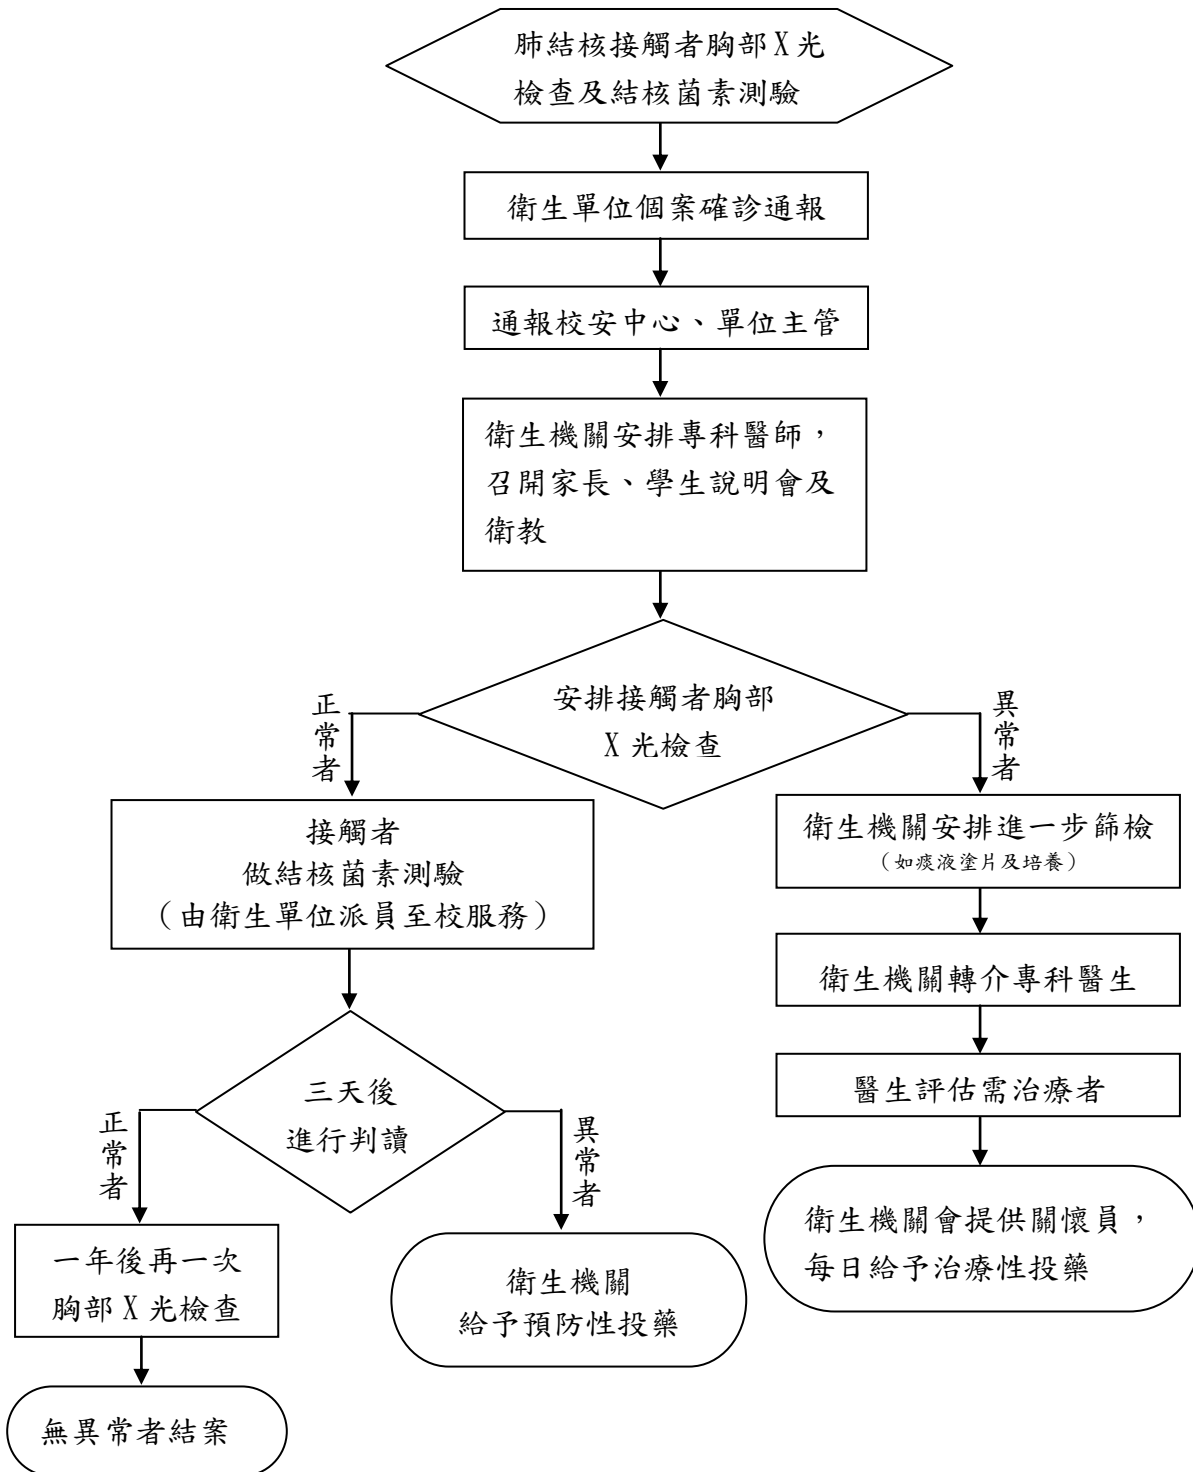 肺結核接觸者胸部X光
檢查及結核菌素測驗
衛生單位個案確診通報
通報校安中心、單位主管
衛生機關安排專科醫師，
召開家長、學生說明會及
衛教
安排接觸者胸部
X光檢查
正常者
異常者
接觸者
做結核菌素測驗
（由衛生單位派員至校服務）
衛生機關安排進一步篩檢
（如痰液塗片及培養）
衛生機關轉介專科醫生
醫生評估需治療者
衛生機關會提供關懷員，
每日給予治療性投藥
三天後
進行判讀
正常者
異常者
一年後再一次
胸部X光檢查
衛生機關
給予預防性投藥
無異常者結案